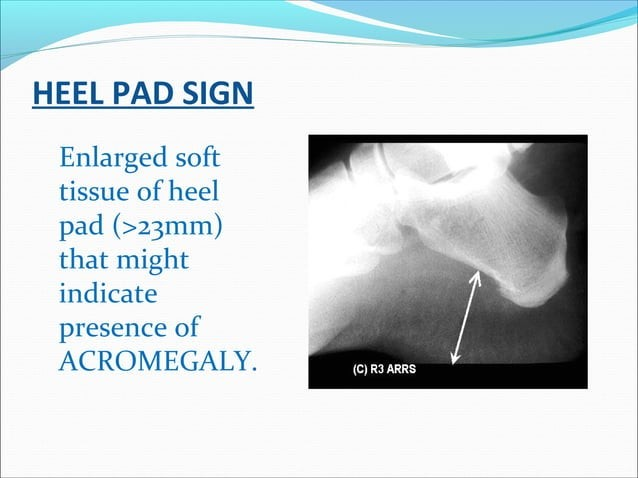 HEEL PAD SIGN
Enlarged soft
tissue of heel
pad (>23mm)
that might
indicate
presence of
ACROMEGALY.
(C) R3 ARRS